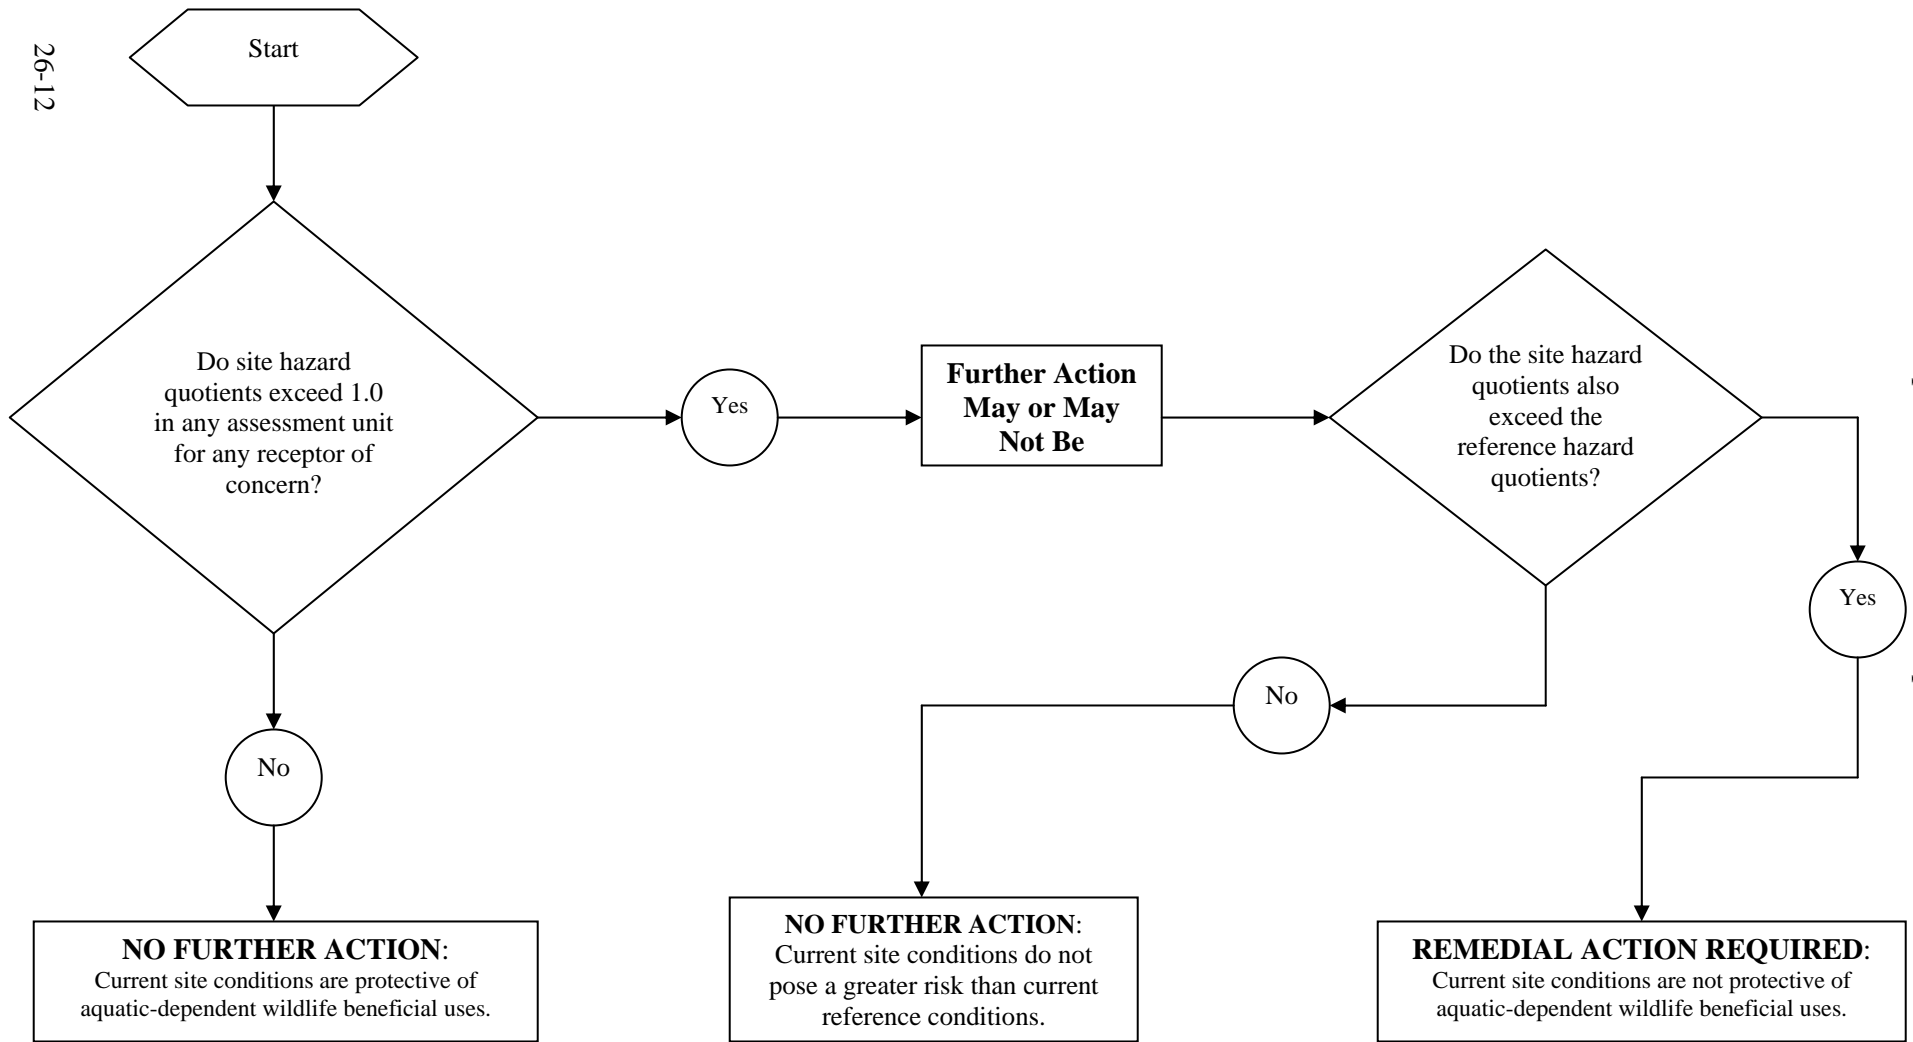 26-12
Start
Do site hazard
quotients exceed 1.0
in any assessment unit
for any receptor of
concern?
Yes
Further Action
May or May
Not Be
Do the site hazard
quotients also
exceed the
reference hazard
quotients?
Yes
No
No
NO FURTHER ACTION:
Current site conditions are protective of
aquatic-dependent wildlife beneficial uses.
NO FURTHER ACTION:
Current site conditions do not
pose a greater risk than current
reference conditions.
REMEDIAL ACTION REQUIRED:
Current site conditions are not protective of
aquatic-dependent wildlife beneficial uses.